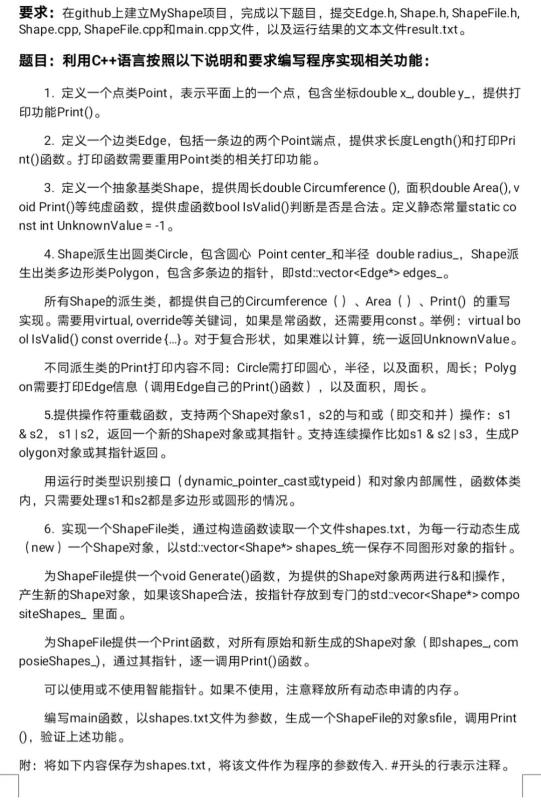 要求：在github上建立MyShape项目，完成以下题目，提交Edge.h, Shape.h, ShapeFile.h,
Shape.cpp, ShapeFile.cpp和main.cpp文件，以及运行结果的文本文件result.txt。
题目：利用C++语言按照以下说明和要求编写程序实现相关功能：
1. 定义一个点类Point，表示平面上的一个点，包含坐标double x_, double y_，提供打
印功能Print()。
2. 定义一个边类Edge，包括一条边的两个Point端点，提供求长度Length()和打印Pri
nt()函数。打印函数需要重用Point类的相关打印功能。
3. 定义一个抽象基类Shape，提供周长double Circumference (), 面积double Area(), v
oid Print()等纯虚函数，提供虚函数bool IsValid()判断是否是合法。定义静态常量static co
nst int UnknownValue = -1。
4. Shape派生出圆类Circle，包含圆心 Point center_和半径 double radius_，Shape派
生出类多边形类Polygon，包含多条边的指针，即std::vector<Edge*> edges_。
所有Shape的派生类，都提供自己的Circumference（ ）、Area（ ）、Print() 的重写
实现。需要用virtual, override等关键词，如果是常函数，还需要用const。举例：virtual bo
ol IsValid() const override {...}。对于复合形状，如果难以计算，统一返回UnknownValue。
不同派生类的Print打印内容不同：Circle需打印圆心，半径，以及面积，周长；Polyg
on需要打印Edge信息（调用Edge自己的Print()函数），以及面积，周长。
5.提供操作符重载函数，支持两个Shape对象s1，s2的与和或（即交和并）操作：s1
& s2， s1 | s2，返回一个新的Shape对象或其指针。支持连续操作比如s1 & s2 | s3，生成P
olygon对象或其指针返回。
用运行时类型识别接口（dynamic_pointer_cast或typeid）和对象内部属性，函数体类
内，只需要处理s1和s2都是多边形或圆形的情况。
6. 实现一个ShapeFile类，通过构造函数读取一个文件shapes.txt，为每一行动态生成
（new）一个Shape对象，以std::vector<Shape*> shapes_统一保存不同图形对象的指针。
为ShapeFile提供一个void Generate()函数，为提供的Shape对象两两进行&和|操作，
产生新的Shape对象，如果该Shape合法，按指针存放到专门的std::vecor<Shape*> compo
siteShapes_ 里面。
为ShapeFile提供一个Print函数，对所有原始和新生成的Shape对象（即shapes_, com
posieShapes_)，通过其指针，逐一调用Print()函数。
可以使用或不使用智能指针。如果不使用，注意释放所有动态申请的内存。
编写main函数，以shapes.txt文件为参数，生成一个ShapeFile的对象sfile，调用Print
()，验证上述功能。
附：将如下内容保存为shapes.txt，将该文件作为程序的参数传入. #开头的行表示注释。